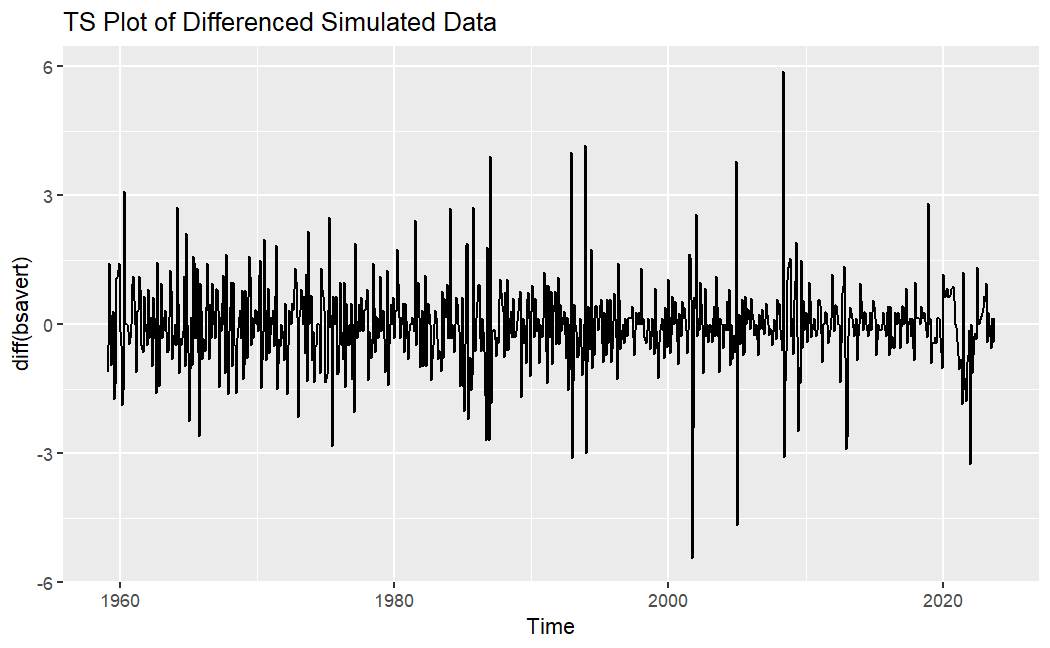 TS Plot of Differenced Simulated Data
6
3
0
-3
-6
diff(bsavert)
1960 1980 2000 2020
Time